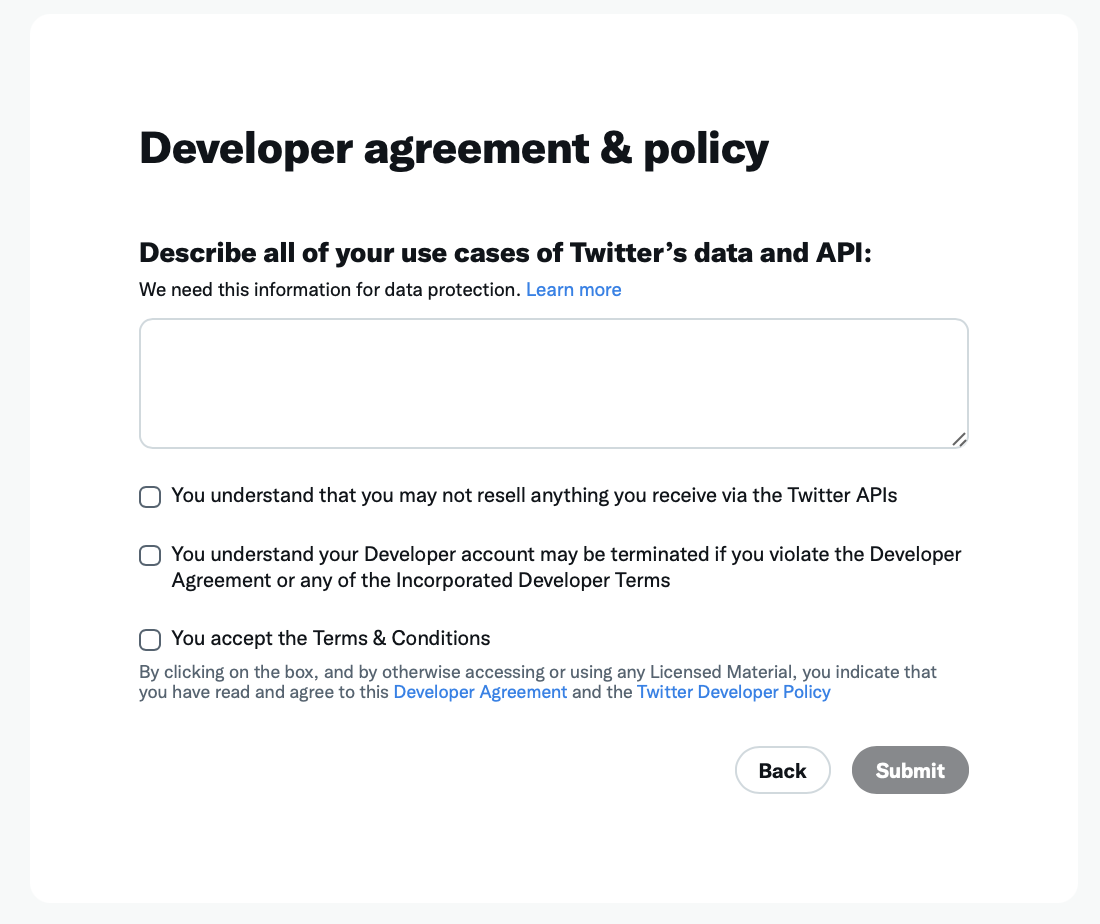 Developer agreement & policy
Describe all of your use cases of Twitter’s data and API:
We need this information for data protection. Learn more
You understand that you may not resell anything you receive via the Twitter APIs
You understand your Developer account may be terminated if you violate the Developer
Agreement or any of the Incorporated Developer Terms
You accept the Terms & Conditions
By clicking on the box, and by otherwise accessing or using any Licensed Material, you indicate that
you have read and agree to this Developer Agreement and the Twitter Developer Policy
Back Submit